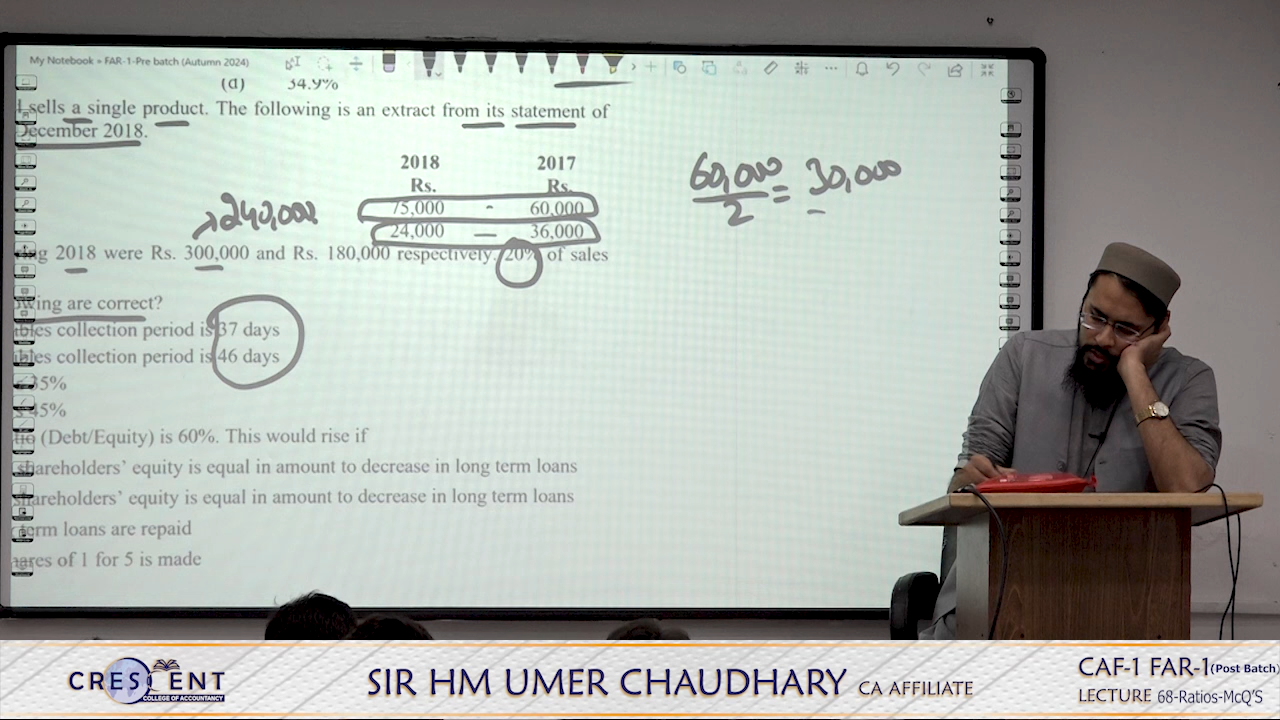 My Notebook » FAR-1-Pre batch (Autumn 2024)
(d) 34.9%
sells a single product. The following is an extract from its statement of
December 2018.
2018 2017
Rs. Rs.
75,000 - 60,000
24,000 — 36,000
240,000
60,000/2 = 30,000
2018 were Rs. 300,000 and Rs. 180,000 respectively. 20% of sales
owing are correct?
bles collection period is 37 days
ibles collection period is 46 days
35%
45%
tio (Debt/Equity) is 60%. This would rise if
shareholders’ equity is equal in amount to decrease in long term loans
shareholders’ equity is equal in amount to decrease in long term loans
term loans are repaid
hares of 1 for 5 is made
CRESCENT
COLLEGE OF ACCOUNTANCY
SIR HM UMER CHAUDHARY CA AFFILIATE
CAF-1 FAR-1 (Post Batch)
LECTURE 68-Ratios-McQ'S